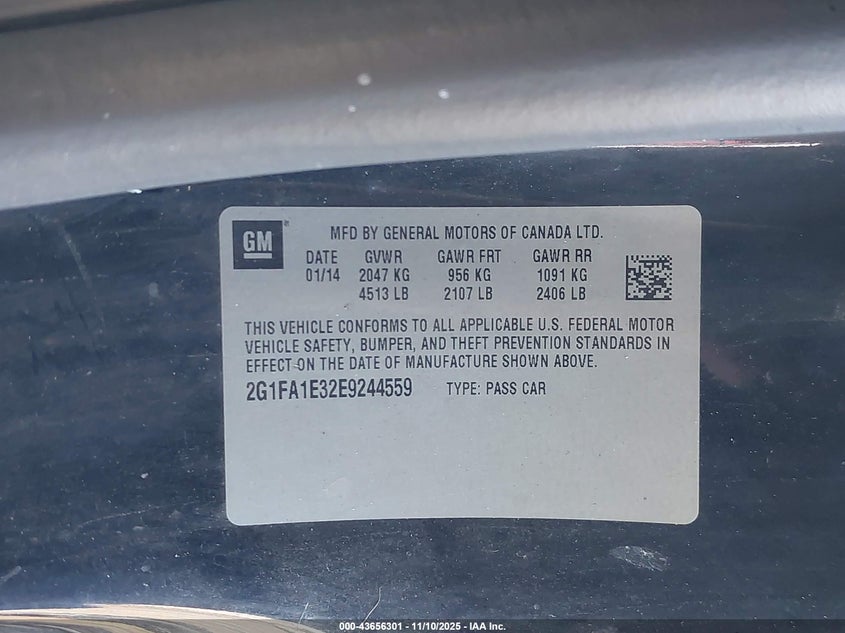 GM
MFD BY GENERAL MOTORS OF CANADA LTD.
DATE GVWR GAWR FRT GAWR RR
01/14 2047 KG 956 KG 1091 KG
4513 LB 2107 LB 2406 LB
THIS VEHICLE CONFORMS TO ALL APPLICABLE U.S. FEDERAL MOTOR
VEHICLE SAFETY, BUMPER, AND THEFT PREVENTION STANDARDS IN
EFFECT ON THE DATE OF MANUFACTURE SHOWN ABOVE.
2G1FA1E32E9244559 TYPE: PASS CAR
000-43656301 - 11/10/2025 - IAA Inc.